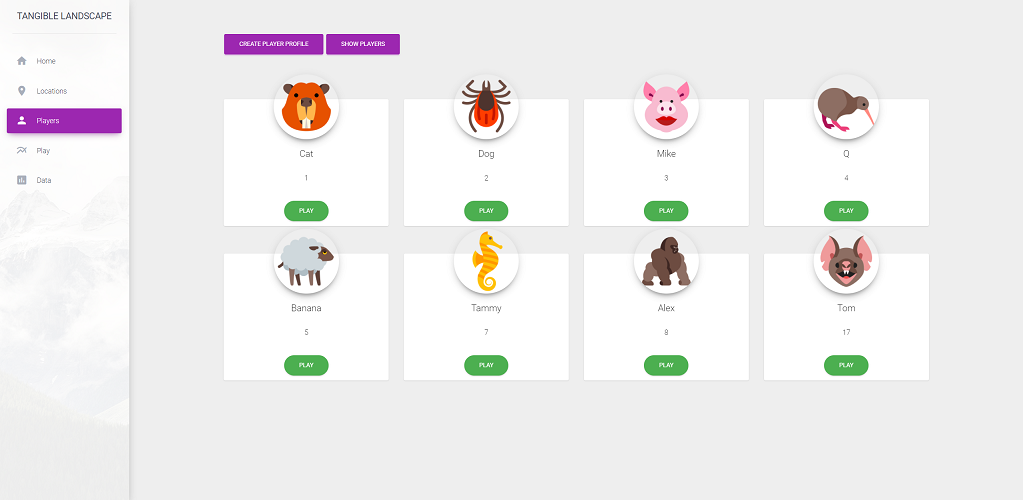 TANGIBLE LANDSCAPE
Home
Locations
Players
Play
Data
CREATE PLAYER PROFILE SHOW PLAYERS
Cat Dog Mike Q
1 2 3 4
PLAY PLAY PLAY PLAY
Banana Tammy Alex Tom
5 7 8 17
PLAY PLAY PLAY PLAY